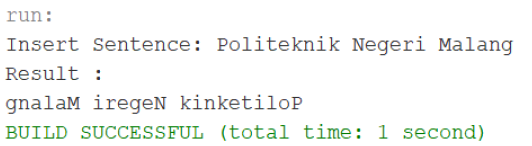 run:
Insert Sentence: Politeknik Negeri Malang
Result :
gnalaM iregeN kinketiloP
BUILD SUCCESSFUL (total time: 1 second)